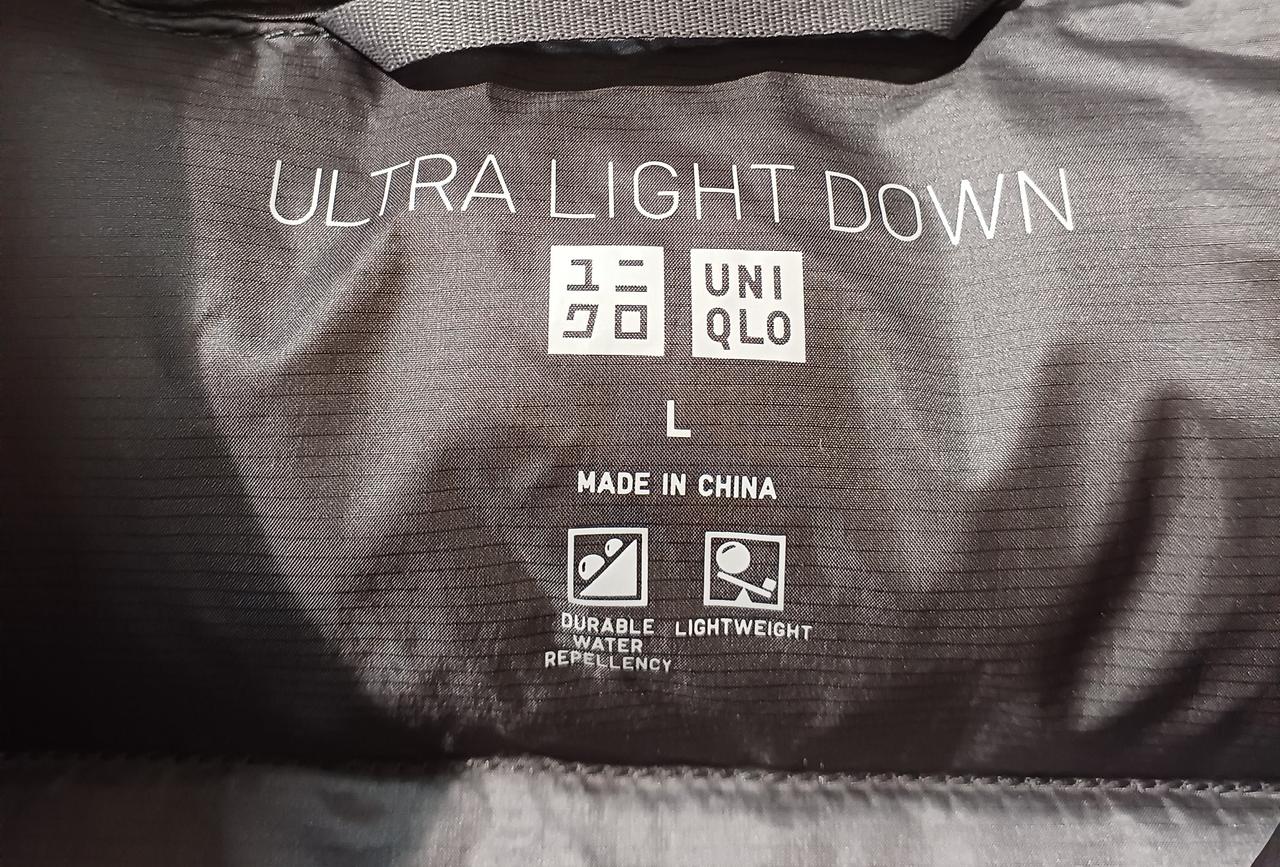 ULTRA LIGHT DOWN
ユニ
クロ
UNI
QLO
L
MADE IN CHINA
DURABLE
WATER
REPELLENCY
LIGHTWEIGHT